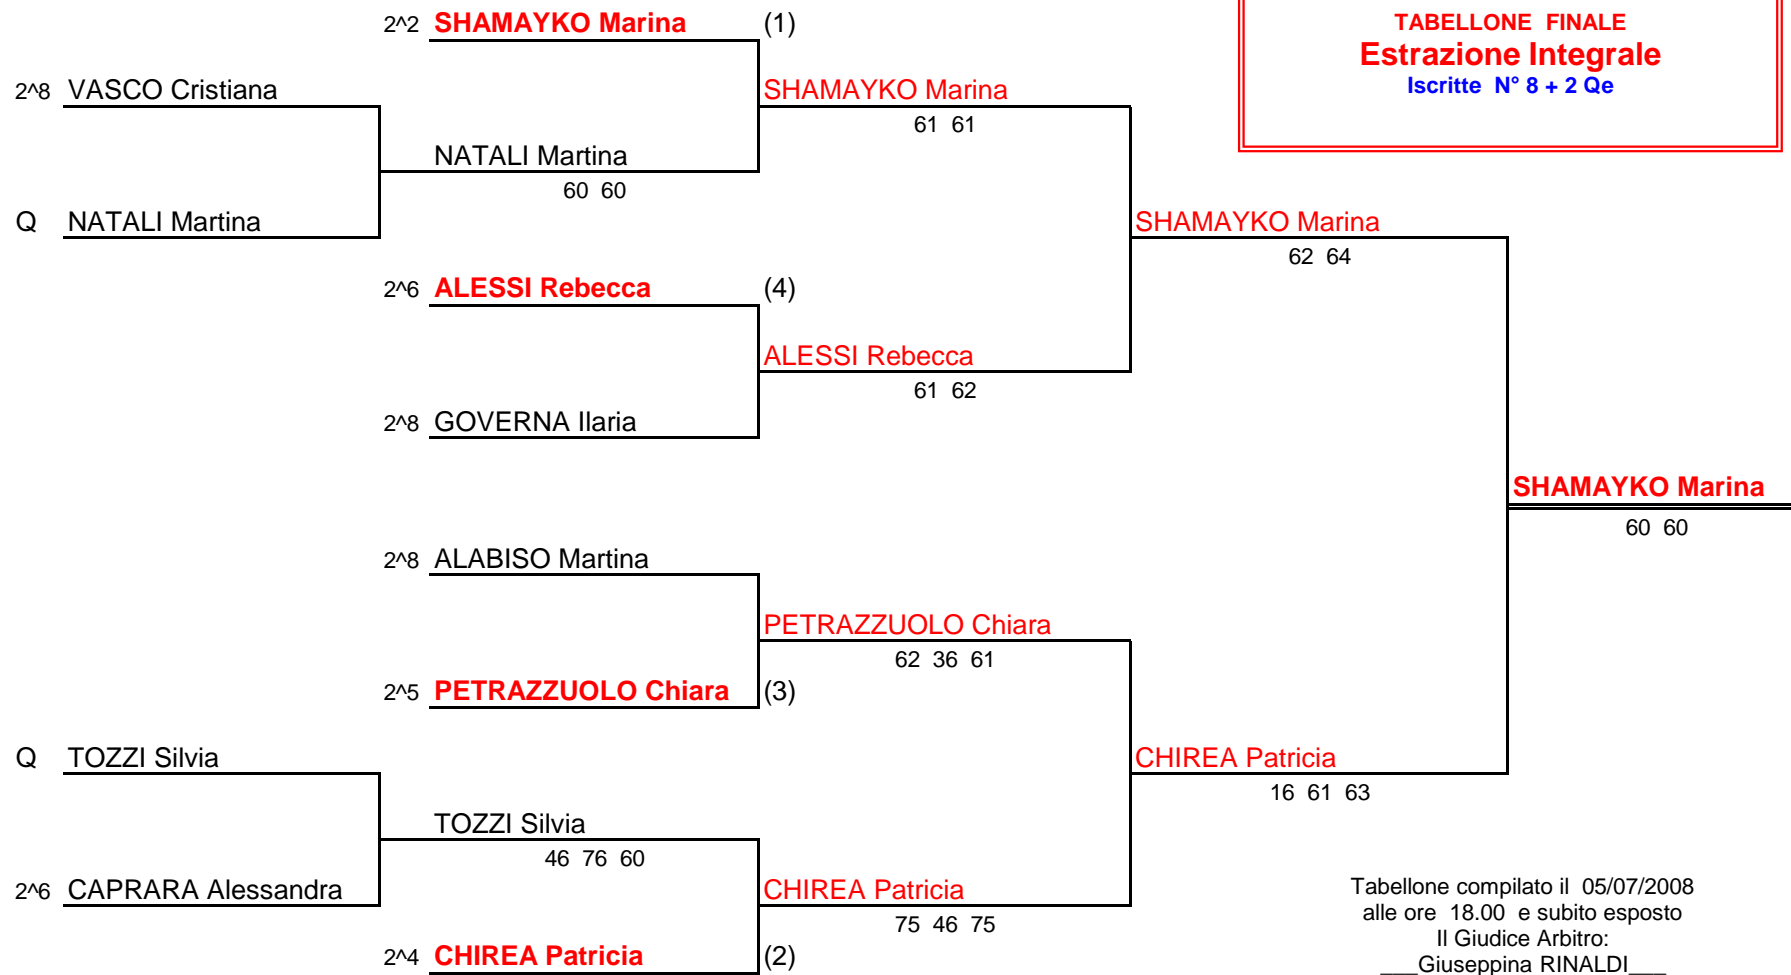 2^2 SHAMAYKO Marina (1)
TABELLONE FINALE
Estrazione Integrale
Iscritte N° 8 + 2 Qe
2^8 VASCO Cristiana
SHAMAYKO Marina
61 61
NATALI Martina
60 60
Q NATALI Martina
SHAMAYKO Marina
62 64
2^6 ALESSI Rebecca (4)
ALESSI Rebecca
61 62
2^8 GOVERNA Ilaria
SHAMAYKO Marina
60 60
2^8 ALABISO Martina
PETRAZZUOLO Chiara
62 36 61
2^5 PETRAZZUOLO Chiara (3)
Q TOZZI Silvia
CHIREA Patricia
16 61 63
TOZZI Silvia
46 76 60
2^6 CAPRARA Alessandra
CHIREA Patricia
75 46 75
2^4 CHIREA Patricia (2)
Tabellone compilato il 05/07/2008
alle ore 18.00 e subito esposto
Il Giudice Arbitro:
___Giuseppina RINALDI___